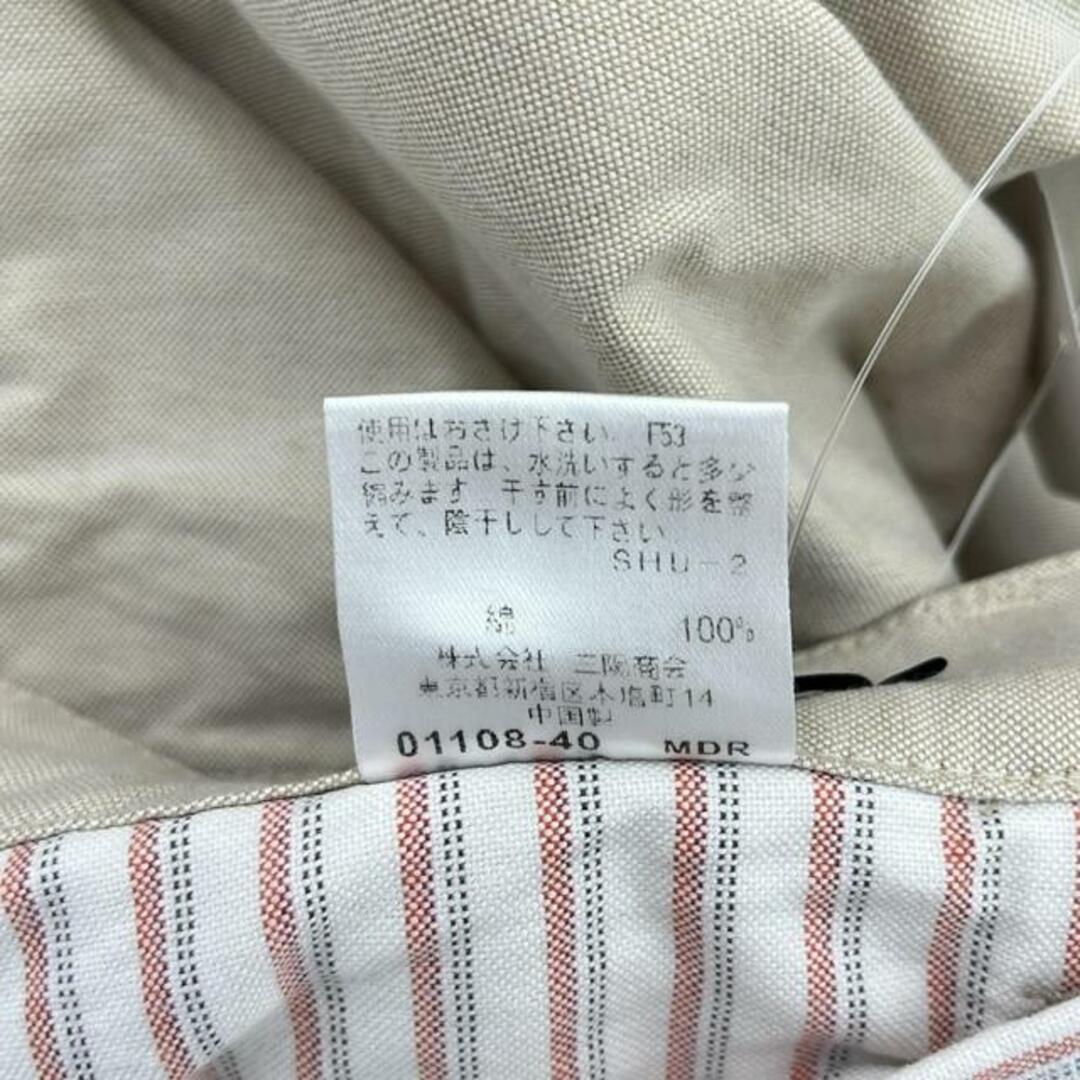 使用はおさけ下さい。 F53
この製品は、水洗いすると多少
縮みます。干す前によく形を整
えて、陰干しして下さい。
SHU-2
綿 100%
株式会社 三陽商会
東京都新宿区本塩町14
中国製
01108-40 MDR